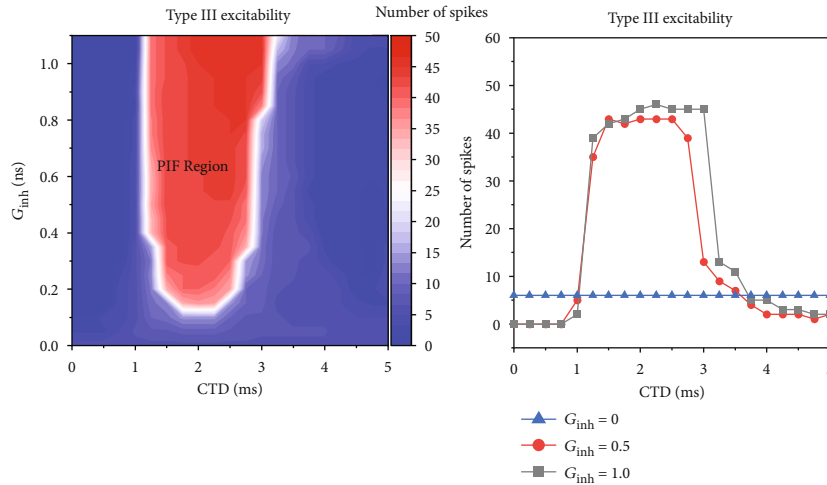 Type III excitability
Number of spikes
1.0
0.8
0.6
0.4
0.2
0.0
G_inh (ns)
PIF Region
0 1 2 3 4 5
CTD (ms)
50
45
40
35
30
25
20
15
10
5
0
Type III excitability
60
50
40
30
20
10
0
Number of spikes
0 1 2 3 4
CTD (ms)
G_inh = 0
G_inh = 0.5
G_inh = 1.0